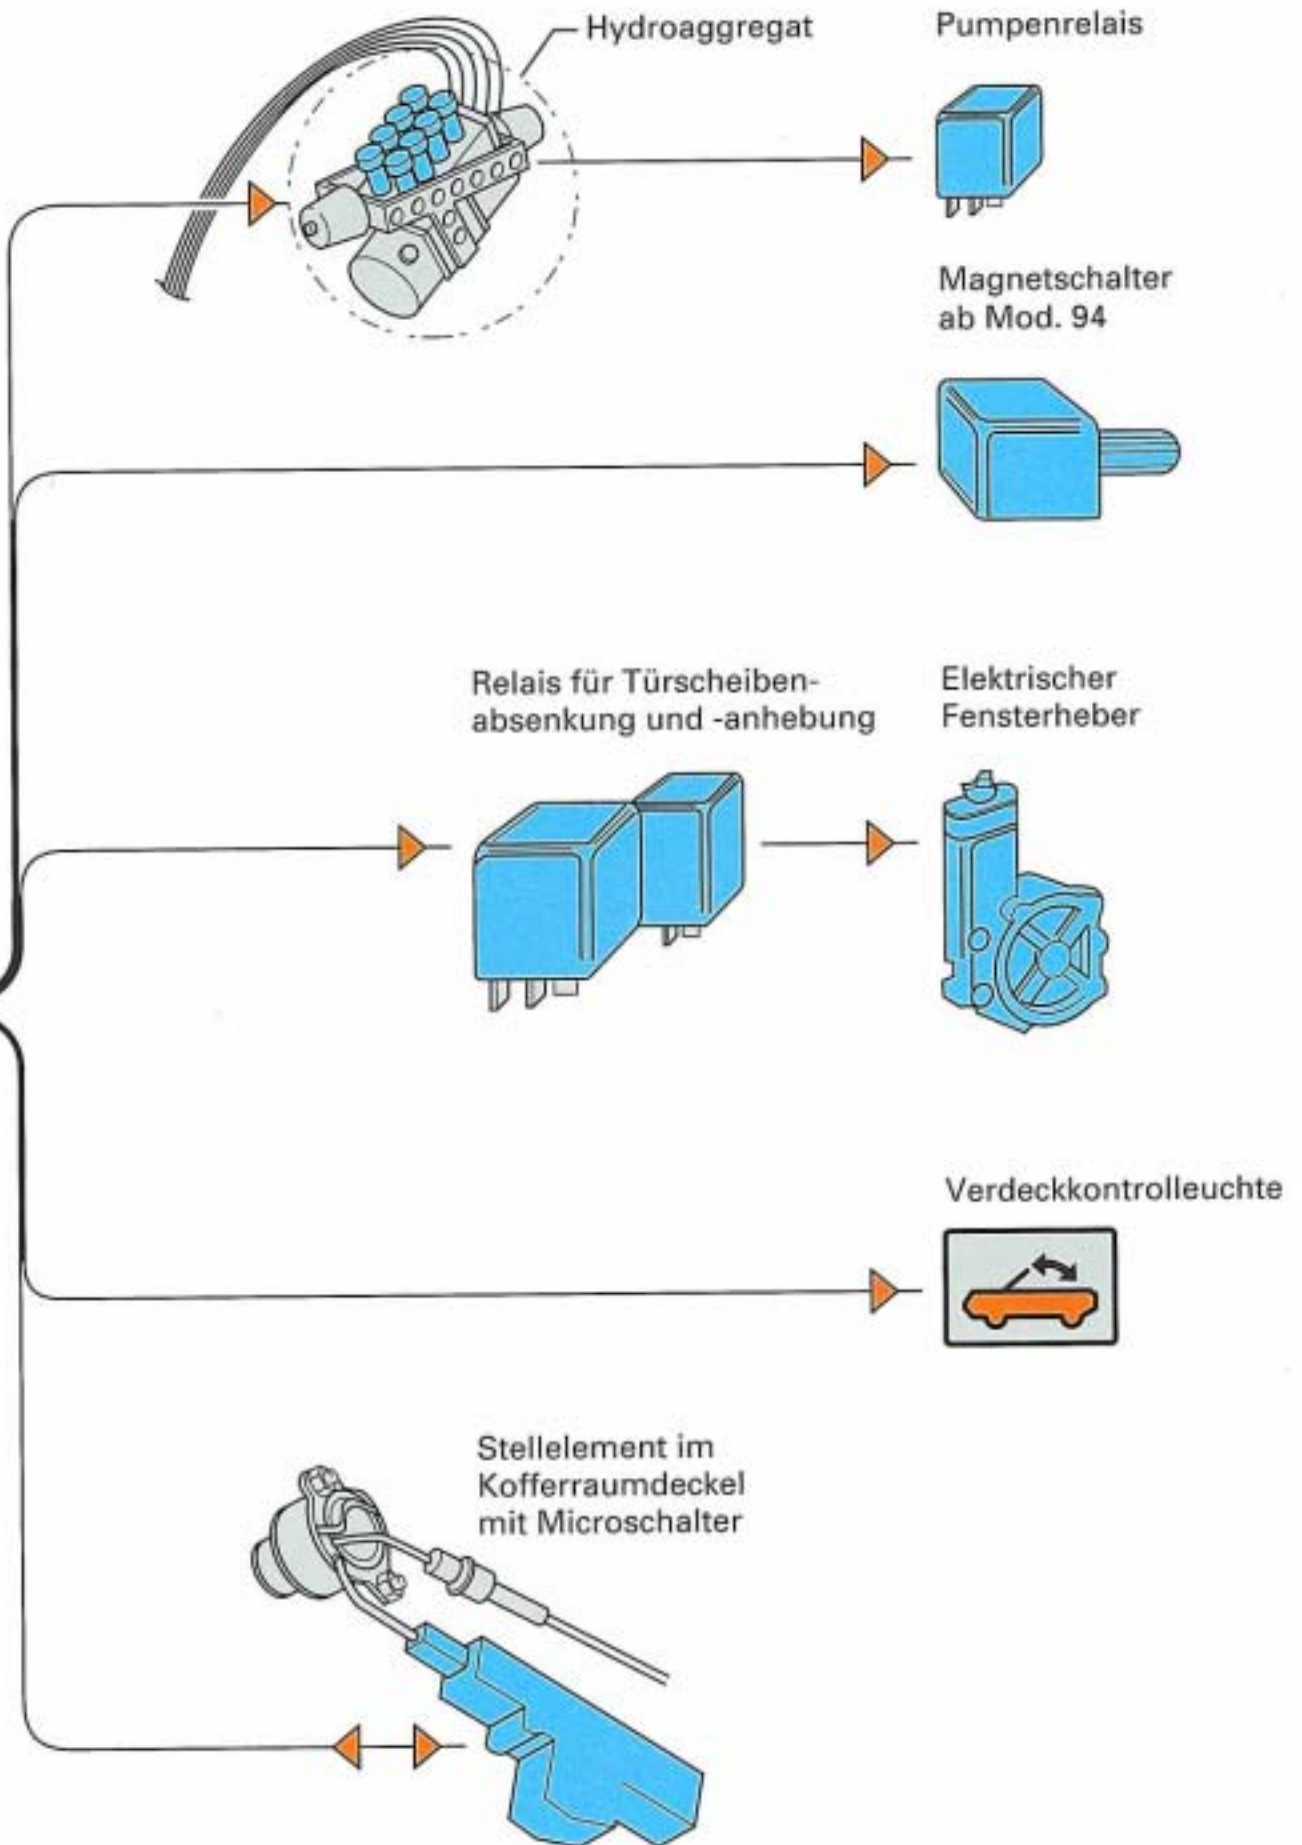 Hydroaggregat
Pumpenrelais
Magnetschalter
ab Mod. 94
Relais für Türscheiben-
absenkung und -anhebung
Elektrischer
Fensterheber
Verdeckkontrolleuchte
Stellelement im
Kofferraumdeckel
mit Microschalter